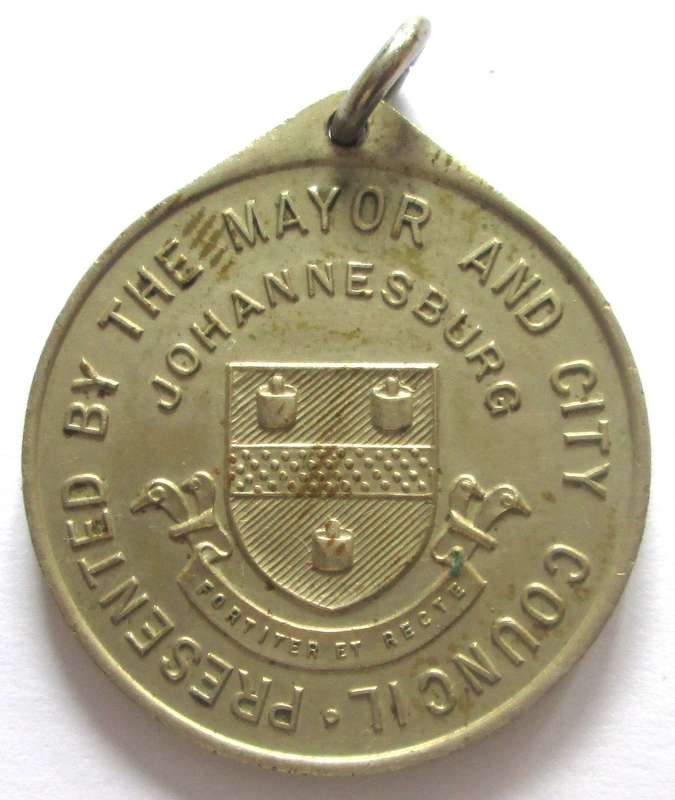 PRESENTED BY THE MAYOR AND CITY COUNCIL
JOHANNESBURG
FORTITER ET RECTE